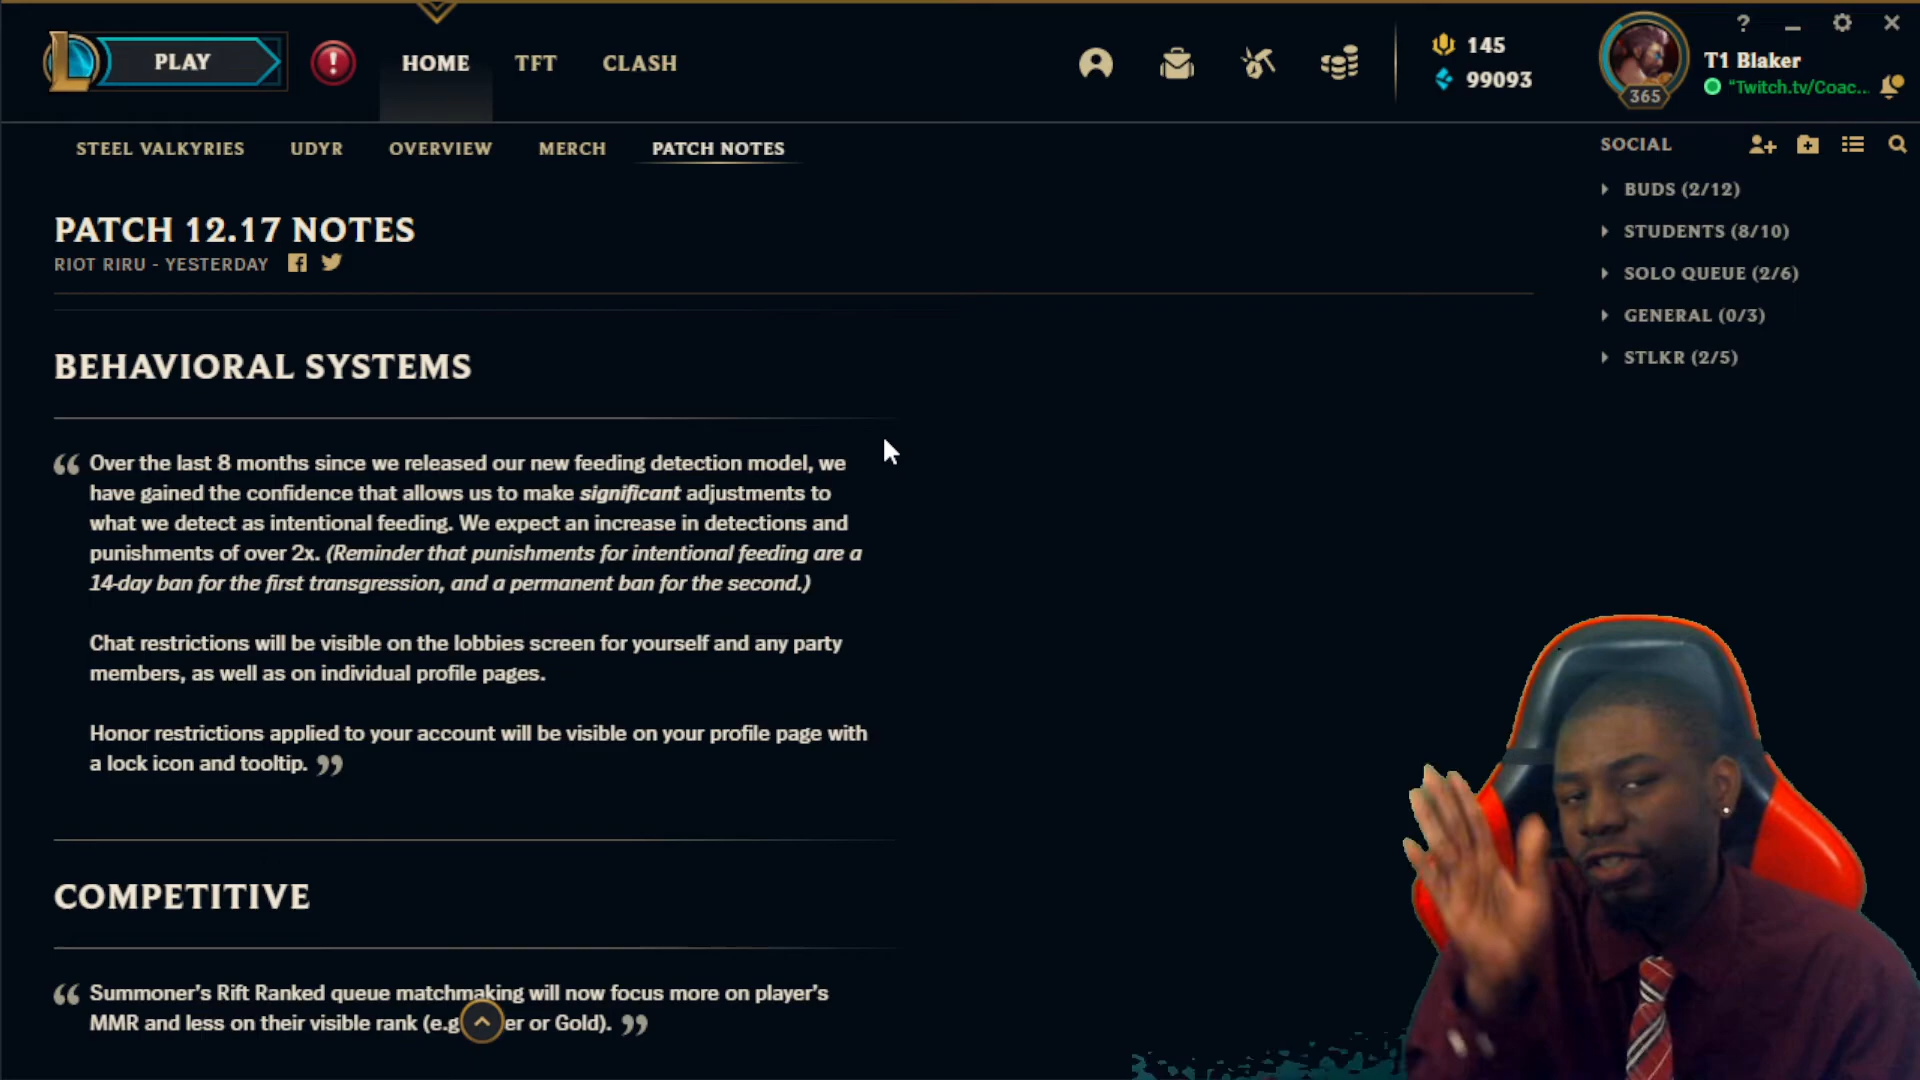 PLAY
HOME
TFT
CLASH
145
99093
365
?
T1 Blaker
"Twitch.tv/Coac...
STEEL VALKYRIES
UDYR
OVERVIEW
MERCH
PATCH NOTES
SOCIAL
BUDS (2/12)
STUDENTS (8/10)
SOLO QUEUE (2/6)
GENERAL (0/3)
STLKR (2/5)
PATCH 12.17 NOTES
RIOT RIRU - YESTERDAY
BEHAVIORAL SYSTEMS
“ Over the last 8 months since we released our new feeding detection model, we
have gained the confidence that allows us to make significant adjustments to
what we detect as intentional feeding. We expect an increase in detections and
punishments of over 2x. (Reminder that punishments for intentional feeding are a
14-day ban for the first transgression, and a permanent ban for the second.)
Chat restrictions will be visible on the lobbies screen for yourself and any party
members, as well as on individual profile pages.
Honor restrictions applied to your account will be visible on your profile page with
a lock icon and tooltip. ”
COMPETITIVE
“ Summoner's Rift Ranked queue matchmaking will now focus more on player's
MMR and less on their visible rank (e.g er or Gold). ”